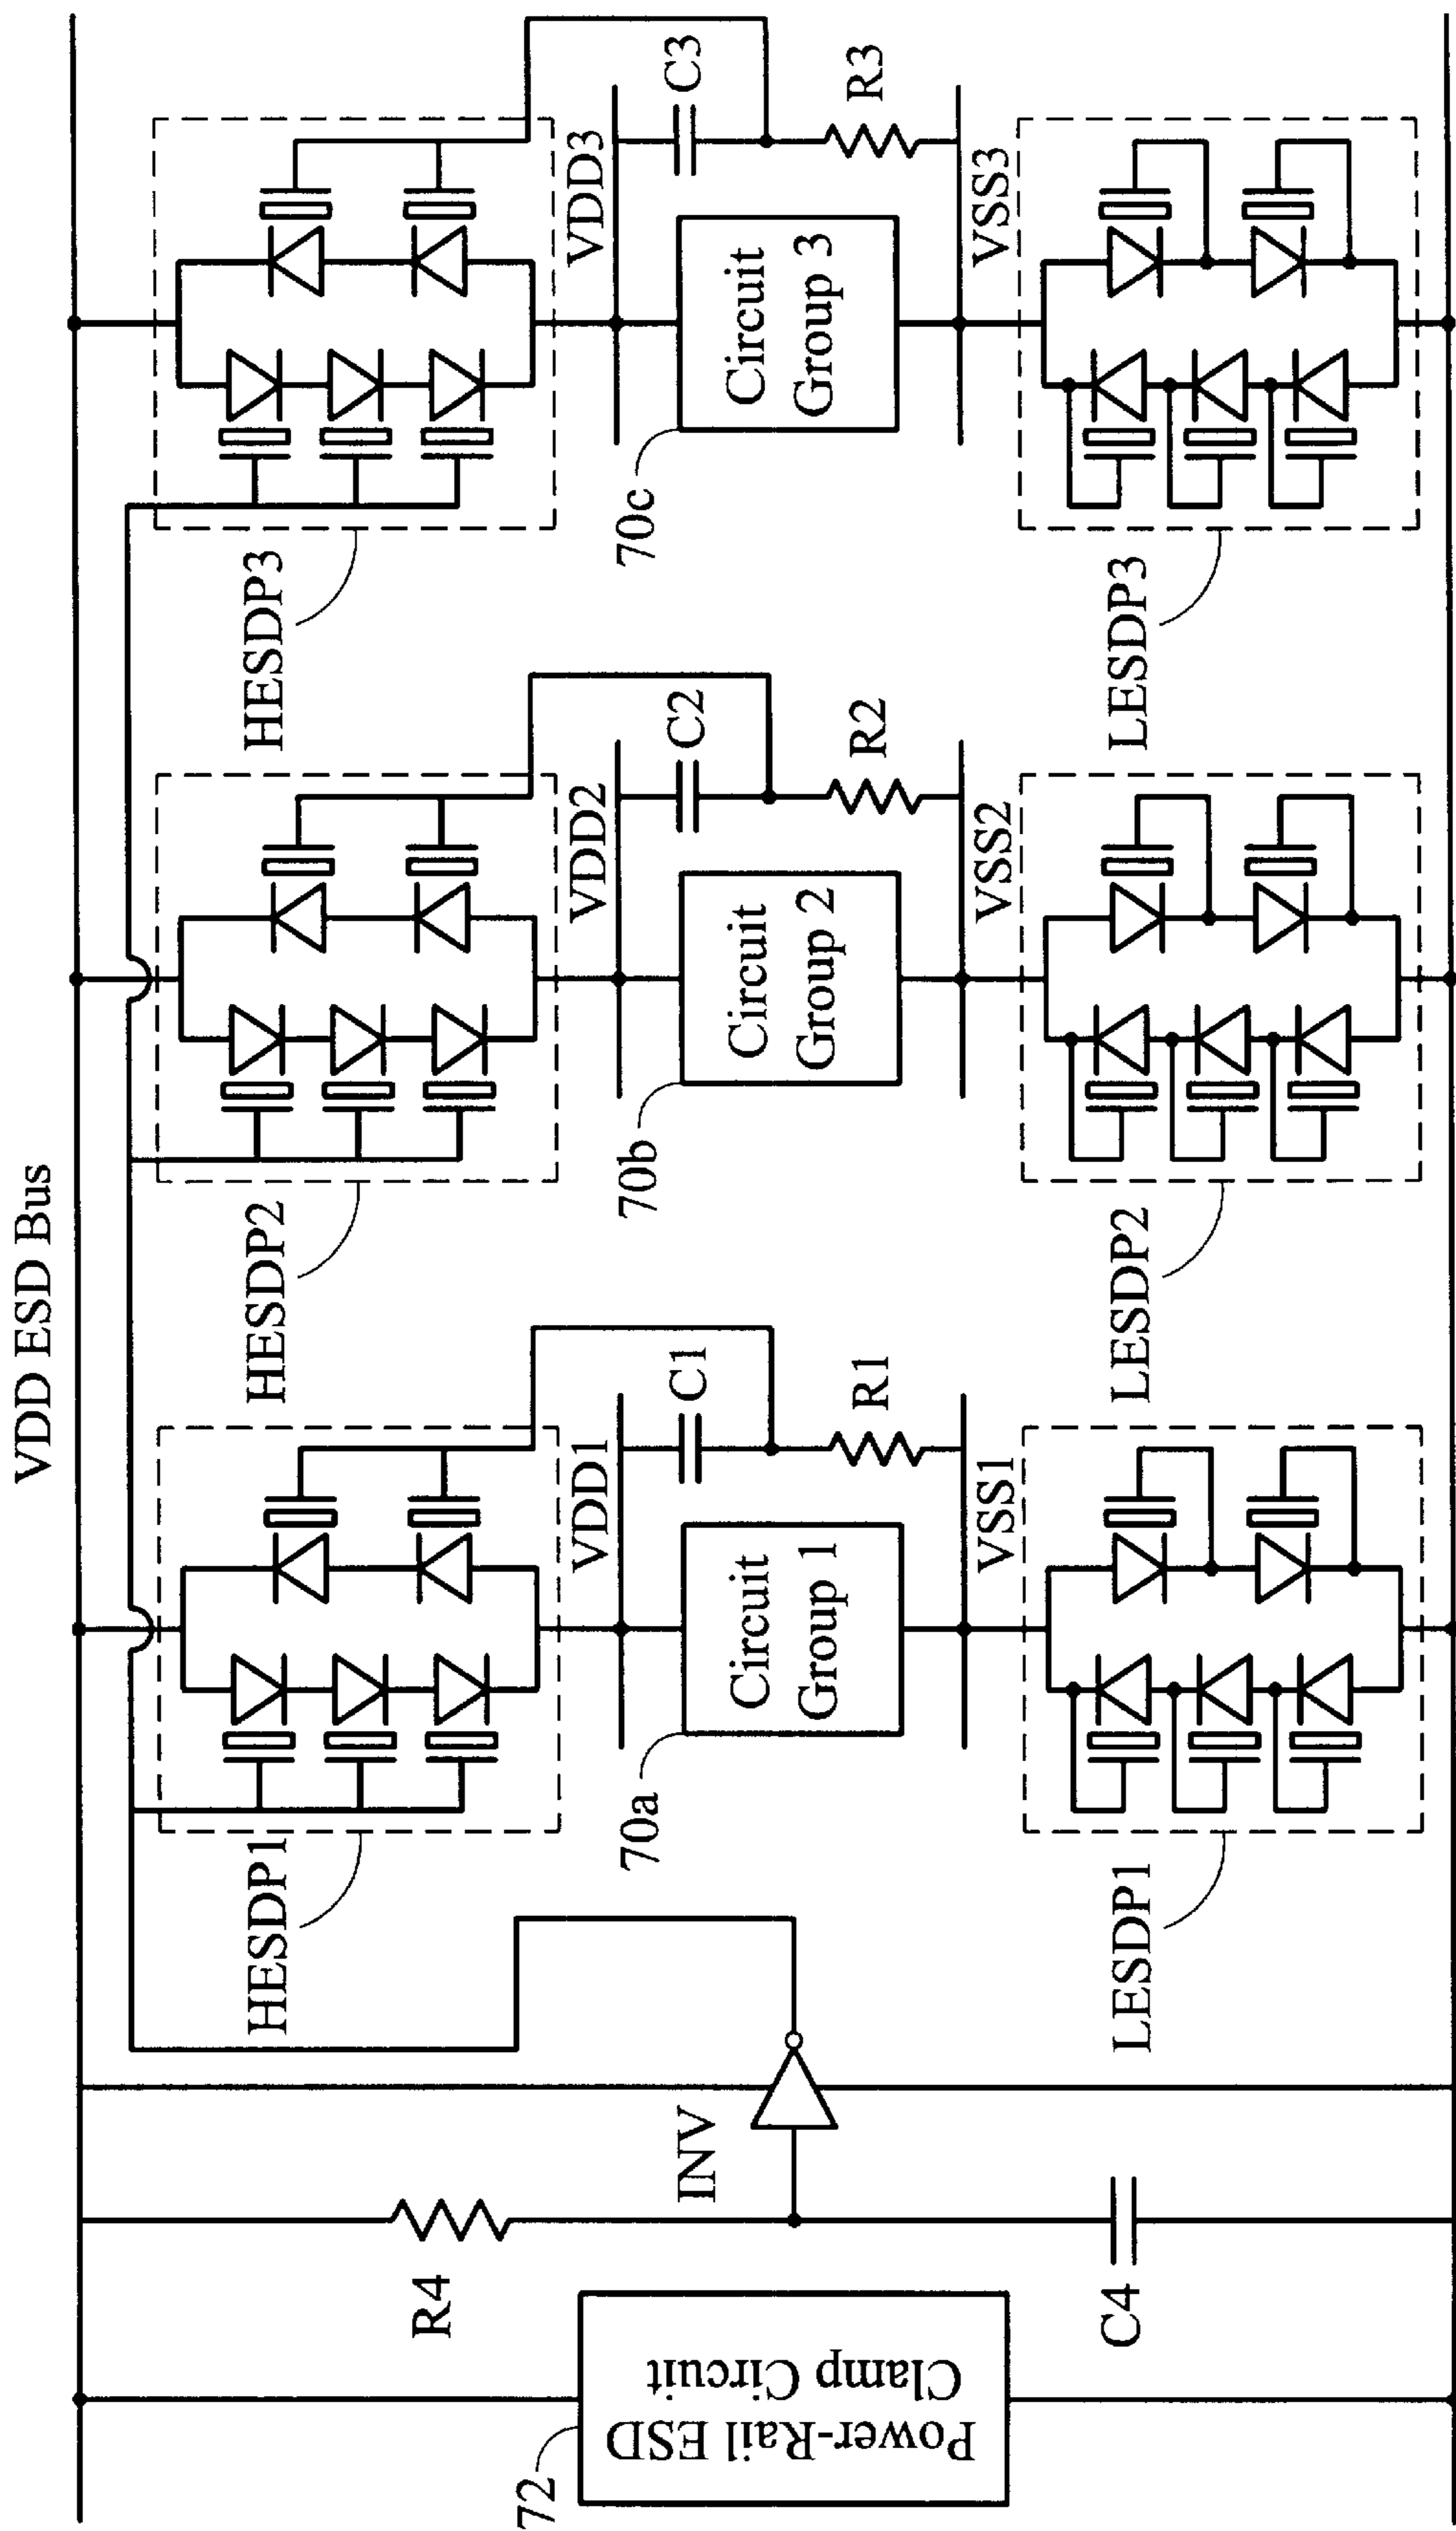 VDD ESD Bus
HESDP1
HESDP2
HESDP3
VDD1
C1
VDD2
C2
VDD3
C3
R4
INV
70a
Circuit
Group 1
R1
70b
Circuit
Group 2
R2
70c
Circuit
Group 3
R3
72
Power-Rail ESD
Clamp Circuit
VSS1
VSS2
VSS3
C4
LESDP1
LESDP2
LESDP3